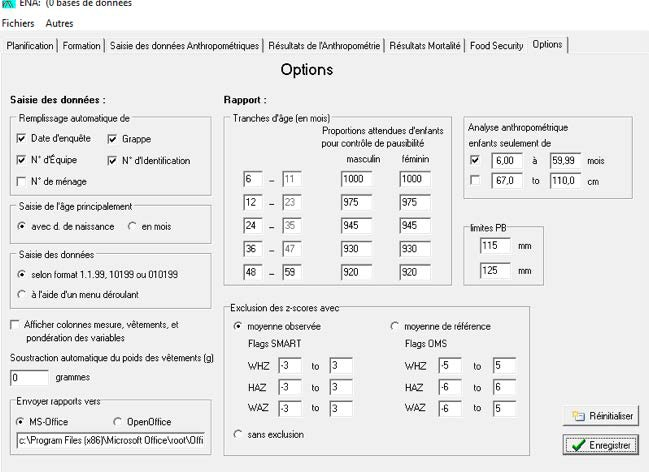 ENA: (0 bases de données
Fichiers Autres
Planification Formation Saisie des données Anthropométriques Résultats de l'Anthropométrie Résultats Mortalité Food Security Options
Options
Saisie des données :
Remplissage automatique de
Date d'enquête Grappe
N° d'Équipe N° d'Identification
N° de ménage
Saisie de l'âge principalement
avec d. de naissance en mois
Saisie des données
selon format 1.1.99, 10199 ou 010199
à l'aide d'un menu déroulant
Afficher colonnes mesure, vêtements, et
pondération des variables
Soustraction automatique du poids des vêtements (g)
0 grammes
Envoyer rapports vers
MS-Office OpenOffice
c:\Program Files (x86)\Microsoft Office\root\Offi
Rapport :
Tranches d'âge (en mois)
Proportions attendues d'enfants
pour contrôle de pausibilité
masculin féminin
6 - 11 1000 1000
12 - 23 975 975
24 - 35 945 945
36 - 47 930 930
48 - 59 920 920
Analyse anthropométrique
enfants seulement de
6,00 à 59,99 mois
67,0 to 110,0 cm
limites PB
115 mm
125 mm
Exclusion des z-scores avec
moyenne observée moyenne de référence
Flags SMART Flags OMS
WHZ -3 to 3 WHZ -5 to 5
HAZ -3 to 3 HAZ -6 to 6
WAZ -3 to 3 WAZ -6 to 5
sans exclusion
Réinitialiser
Enregistrer